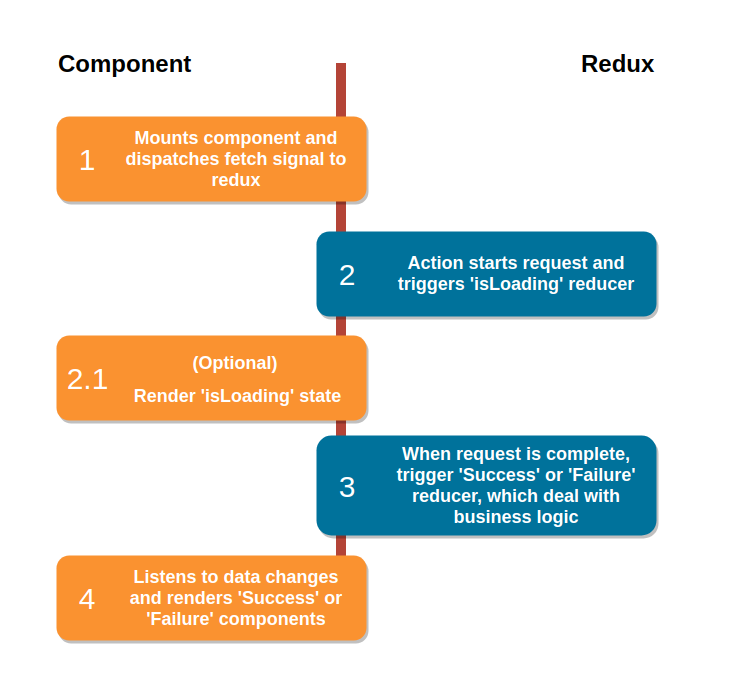 Component
Redux
1
Mounts component and
dispatches fetch signal to
redux
2
Action starts request and
triggers 'isLoading' reducer
2.1
(Optional)
Render 'isLoading' state
3
When request is complete,
trigger 'Success' or 'Failure'
reducer, which deal with
business logic
4
Listens to data changes
and renders 'Success' or
'Failure' components